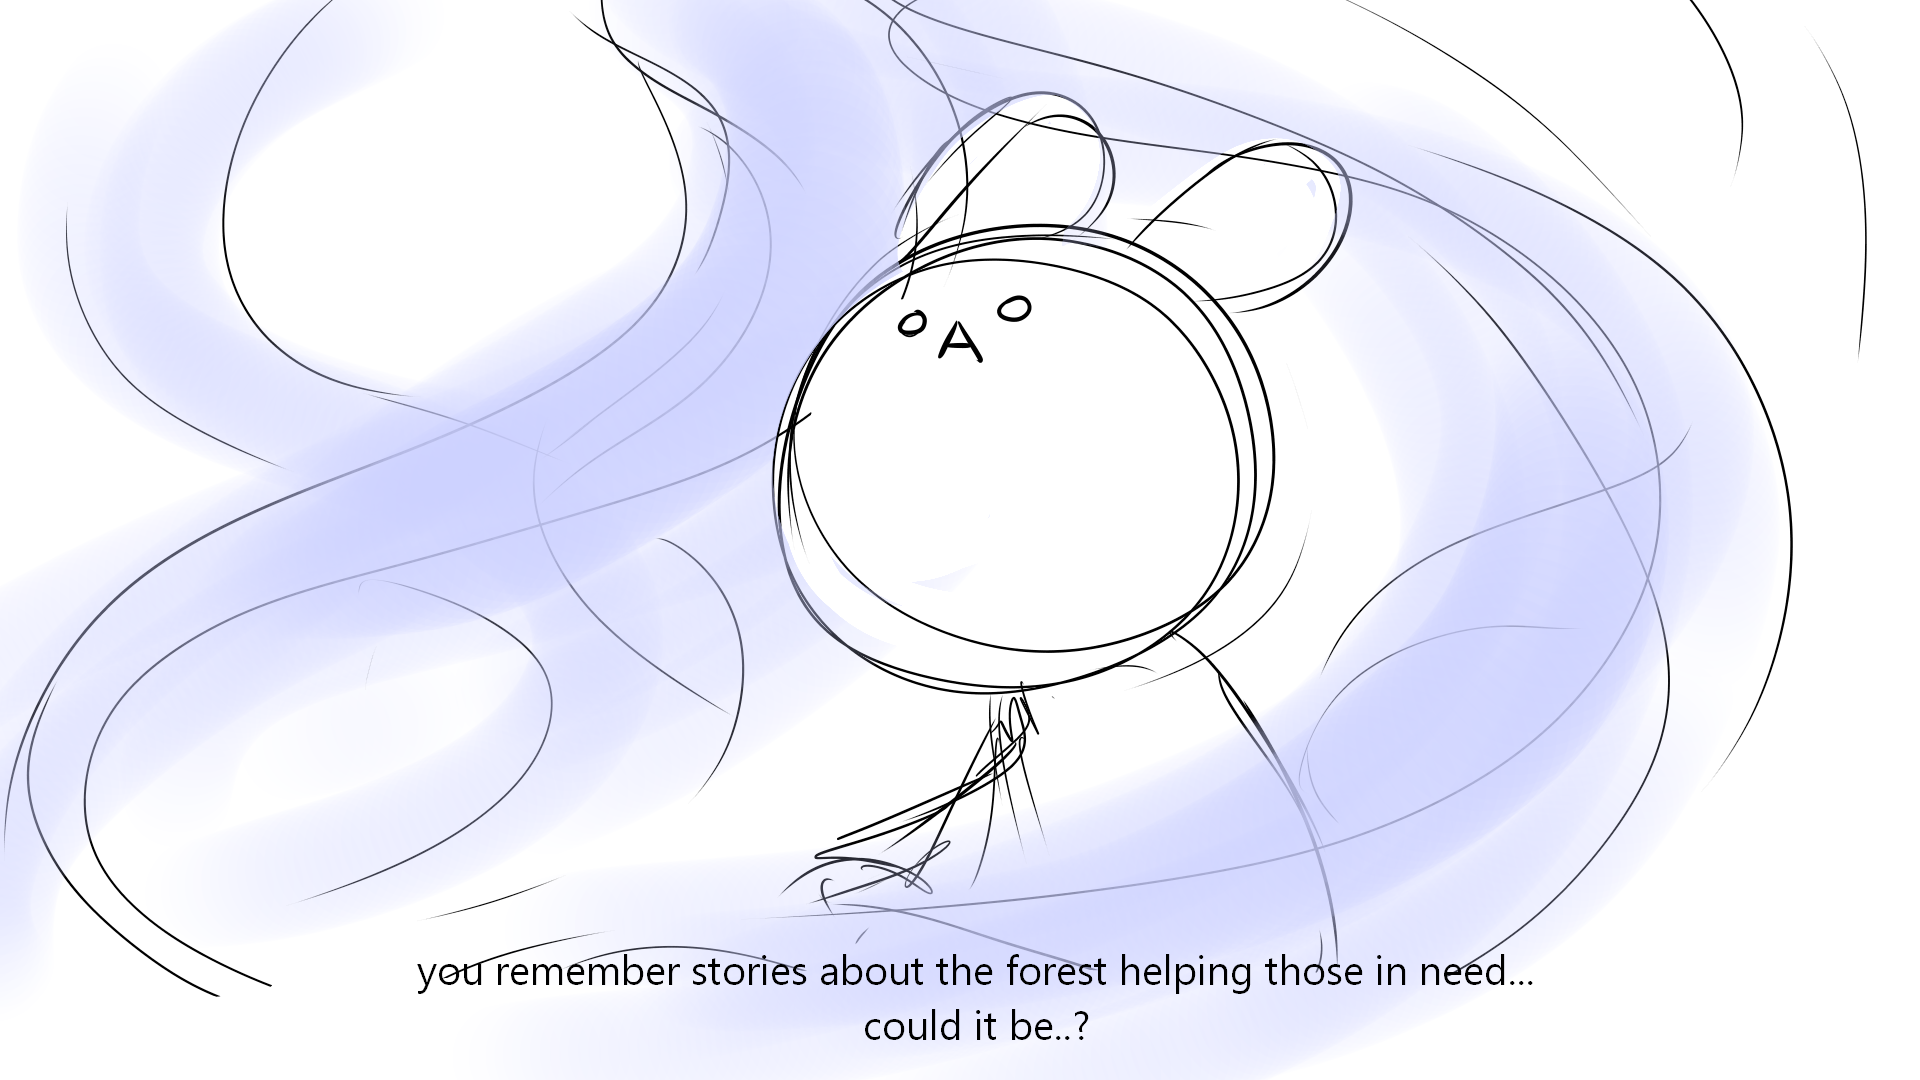 you remember stories about the forest helping those in need...
could it be..?